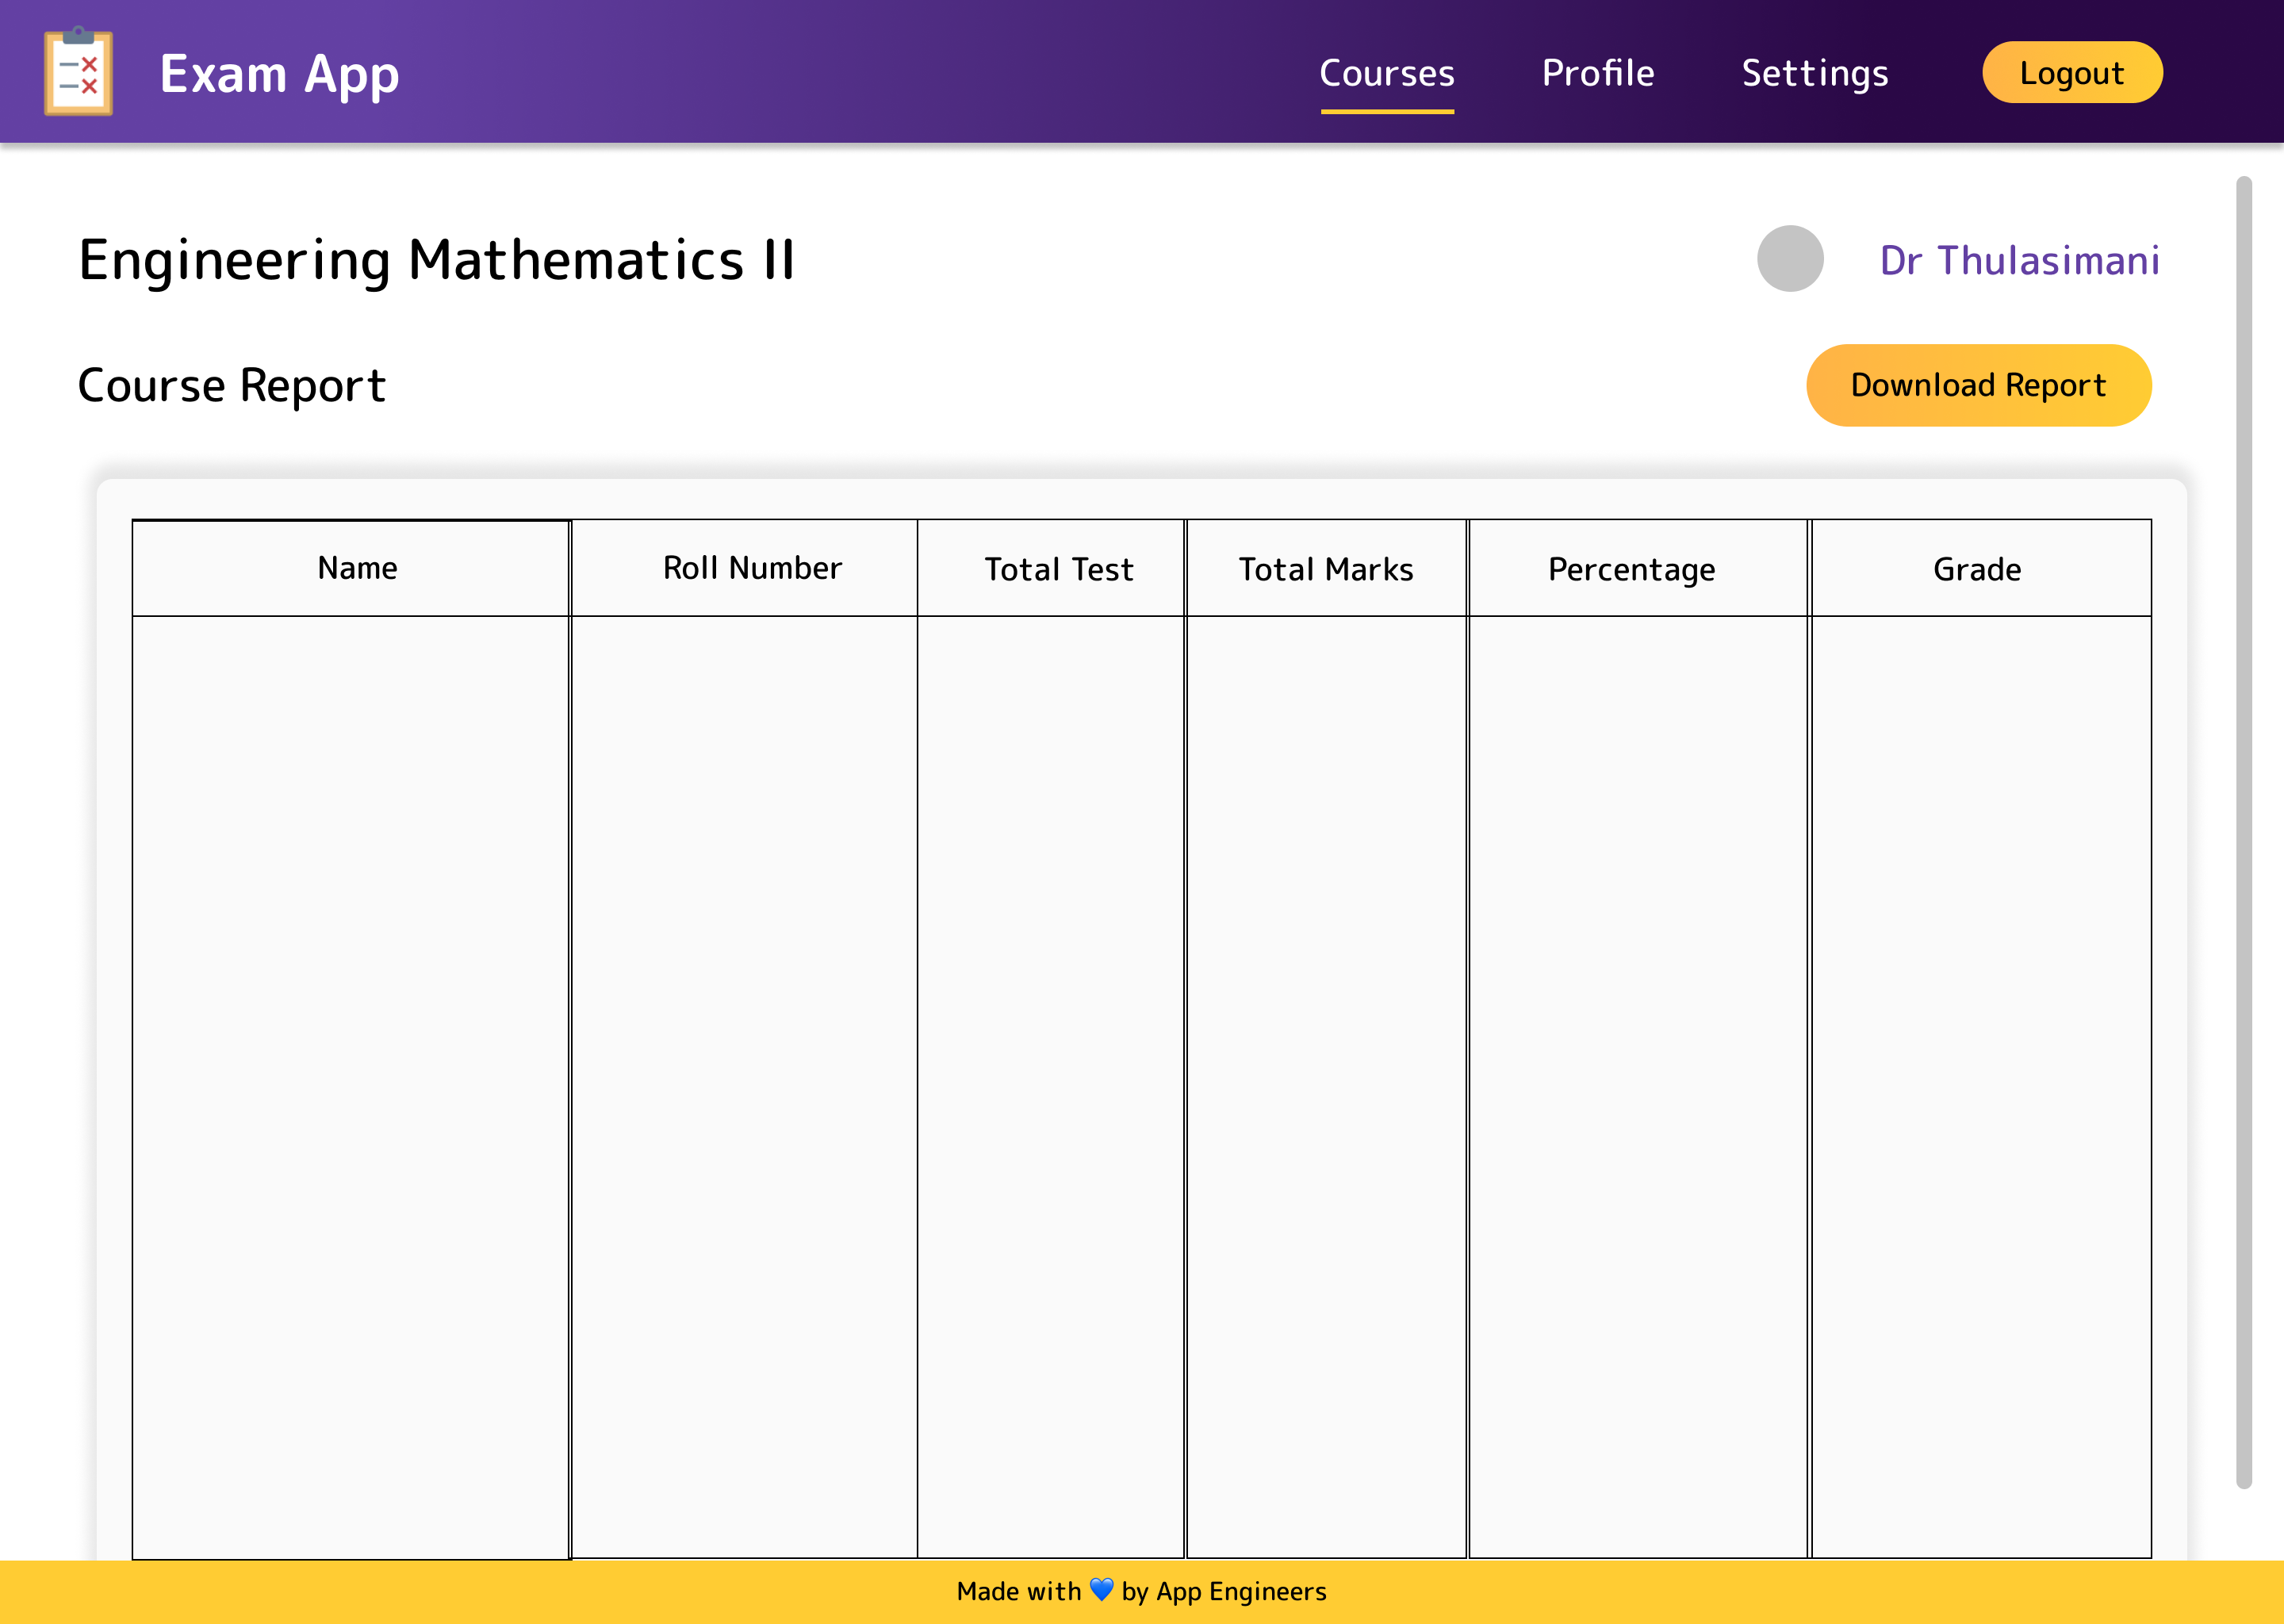 Exam App
Courses Profile Settings Logout
Engineering Mathematics II
Dr Thulasimani
Course Report
Download Report
Name Roll Number Total Test Total Marks Percentage Grade
Made with 💙 by App Engineers